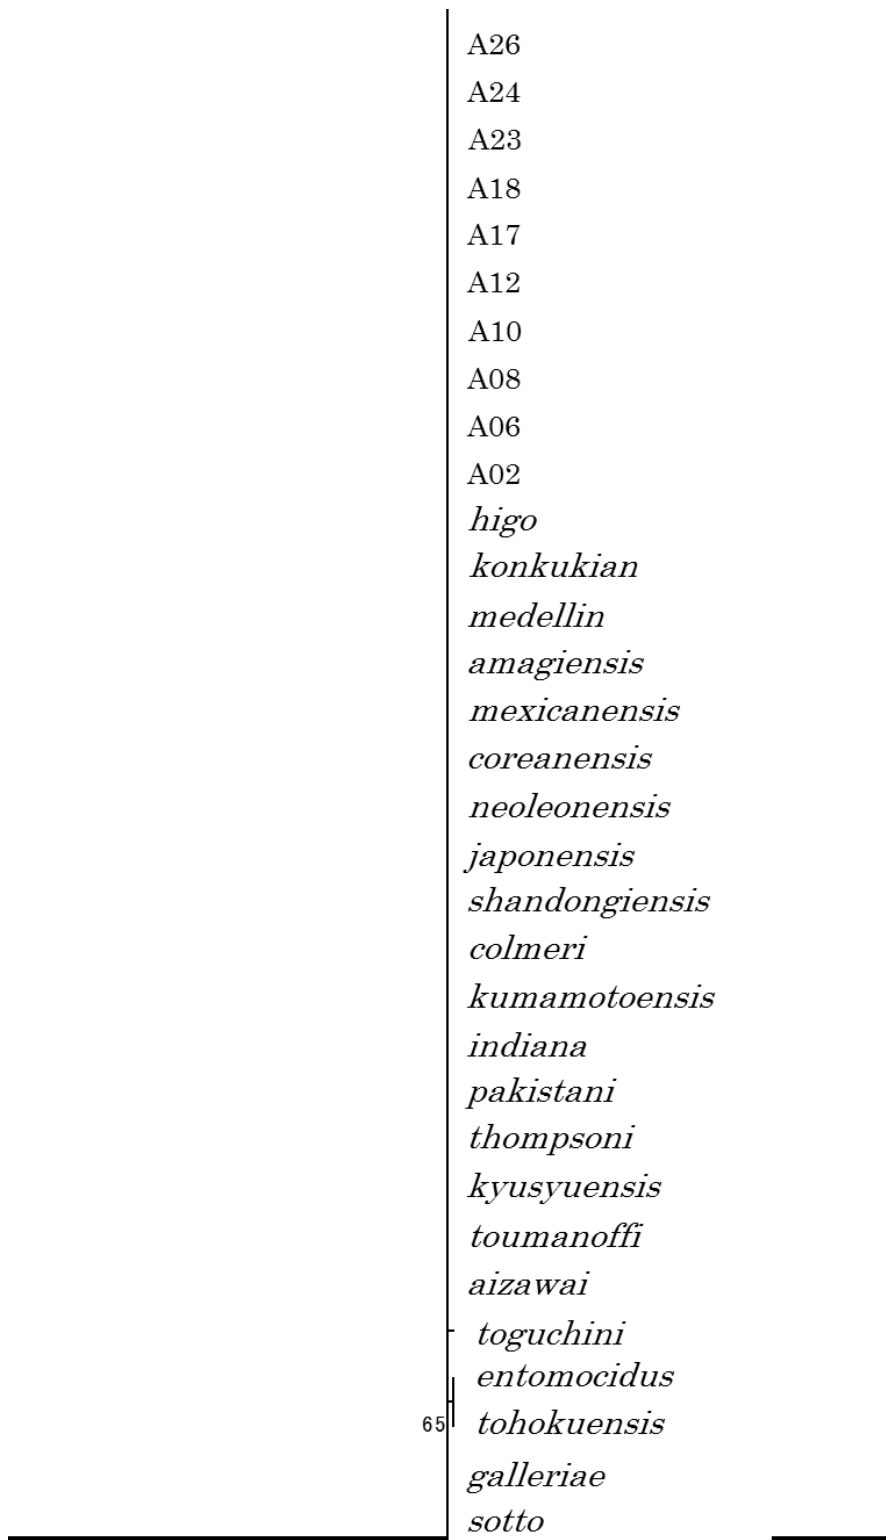 A26
A24
A23
A18
A17
A12
A10
A08
A06
A02
higo
konkukian
medellin
amagiensis
mexicanensis
coreanensis
neoleonensis
japonensis
shandongiensis
colmeri
kumamotoensis
indiana
pakistani
thompsoni
kyusyuensis
toumanoffi
aizawai
toguchini
entomocidus
65
tohokuensis
galleriae
sotto